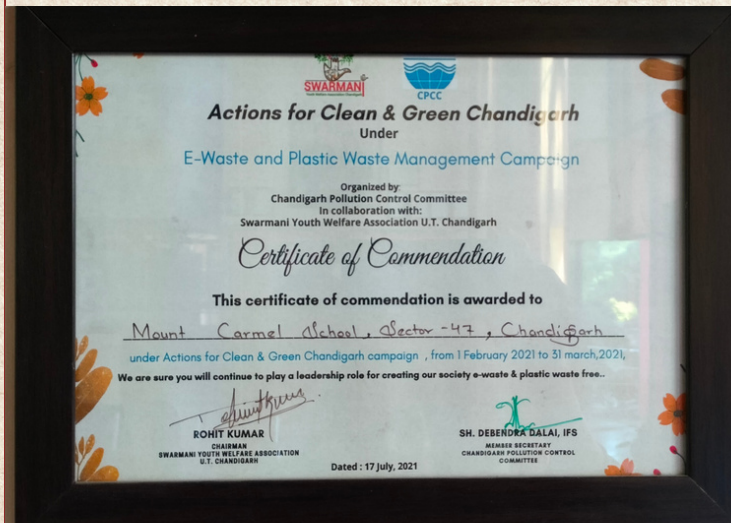 SWARMANI
CPCC
Actions for Clean & Green Chandigarh
Under
E-Waste and Plastic Waste Management Campaign
Organized by:
Chandigarh Pollution Control Committee
In collaboration with:
Swarmani Youth Welfare Association U.T. Chandigarh
Certificate of Commendation
This certificate of commendation is awarded to
Mount Carmel School, Sector-47, Chandigarh
under Actions for Clean & Green Chandigarh campaign , from 1 February 2021 to 31 march,2021,
We are sure you will continue to play a leadership role for creating our society e-waste & plastic waste free..
ROHIT KUMAR
CHAIRMAN
SWARMANI YOUTH WELFARE ASSOCIATION
U.T. CHANDIGARH
SH. DEBENDRA DALAI, IFS
MEMBER SECRETARY
CHANDIGARH POLLUTION CONTROL
COMMITTEE
Dated : 17 July, 2021